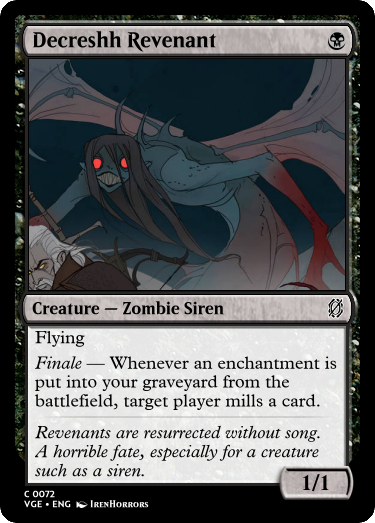 Decreshh Revenant
Creature — Zombie Siren
Flying
Finale — Whenever an enchantment is
put into your graveyard from the
battlefield, target player mills a card.
Revenants are resurrected without song.
A horrible fate, especially for a creature
such as a siren.
1/1
C 0072
VGE • ENG IrenHorrors